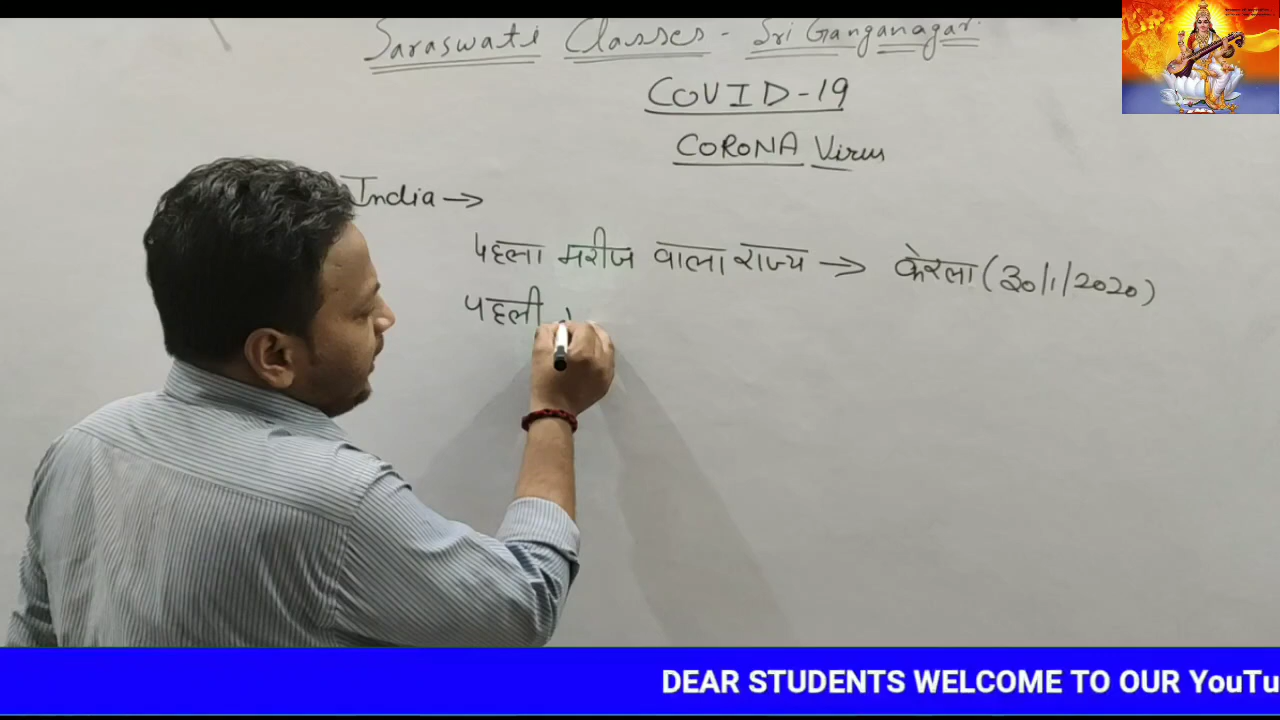 Saraswati Classes - Sri Ganganagar
COVID-19
CORONA Virus
India →
पहला मरीज वाला राज्य → केरला (30/1/2020)
पहली
DEAR STUDENTS WELCOME TO OUR YouTu